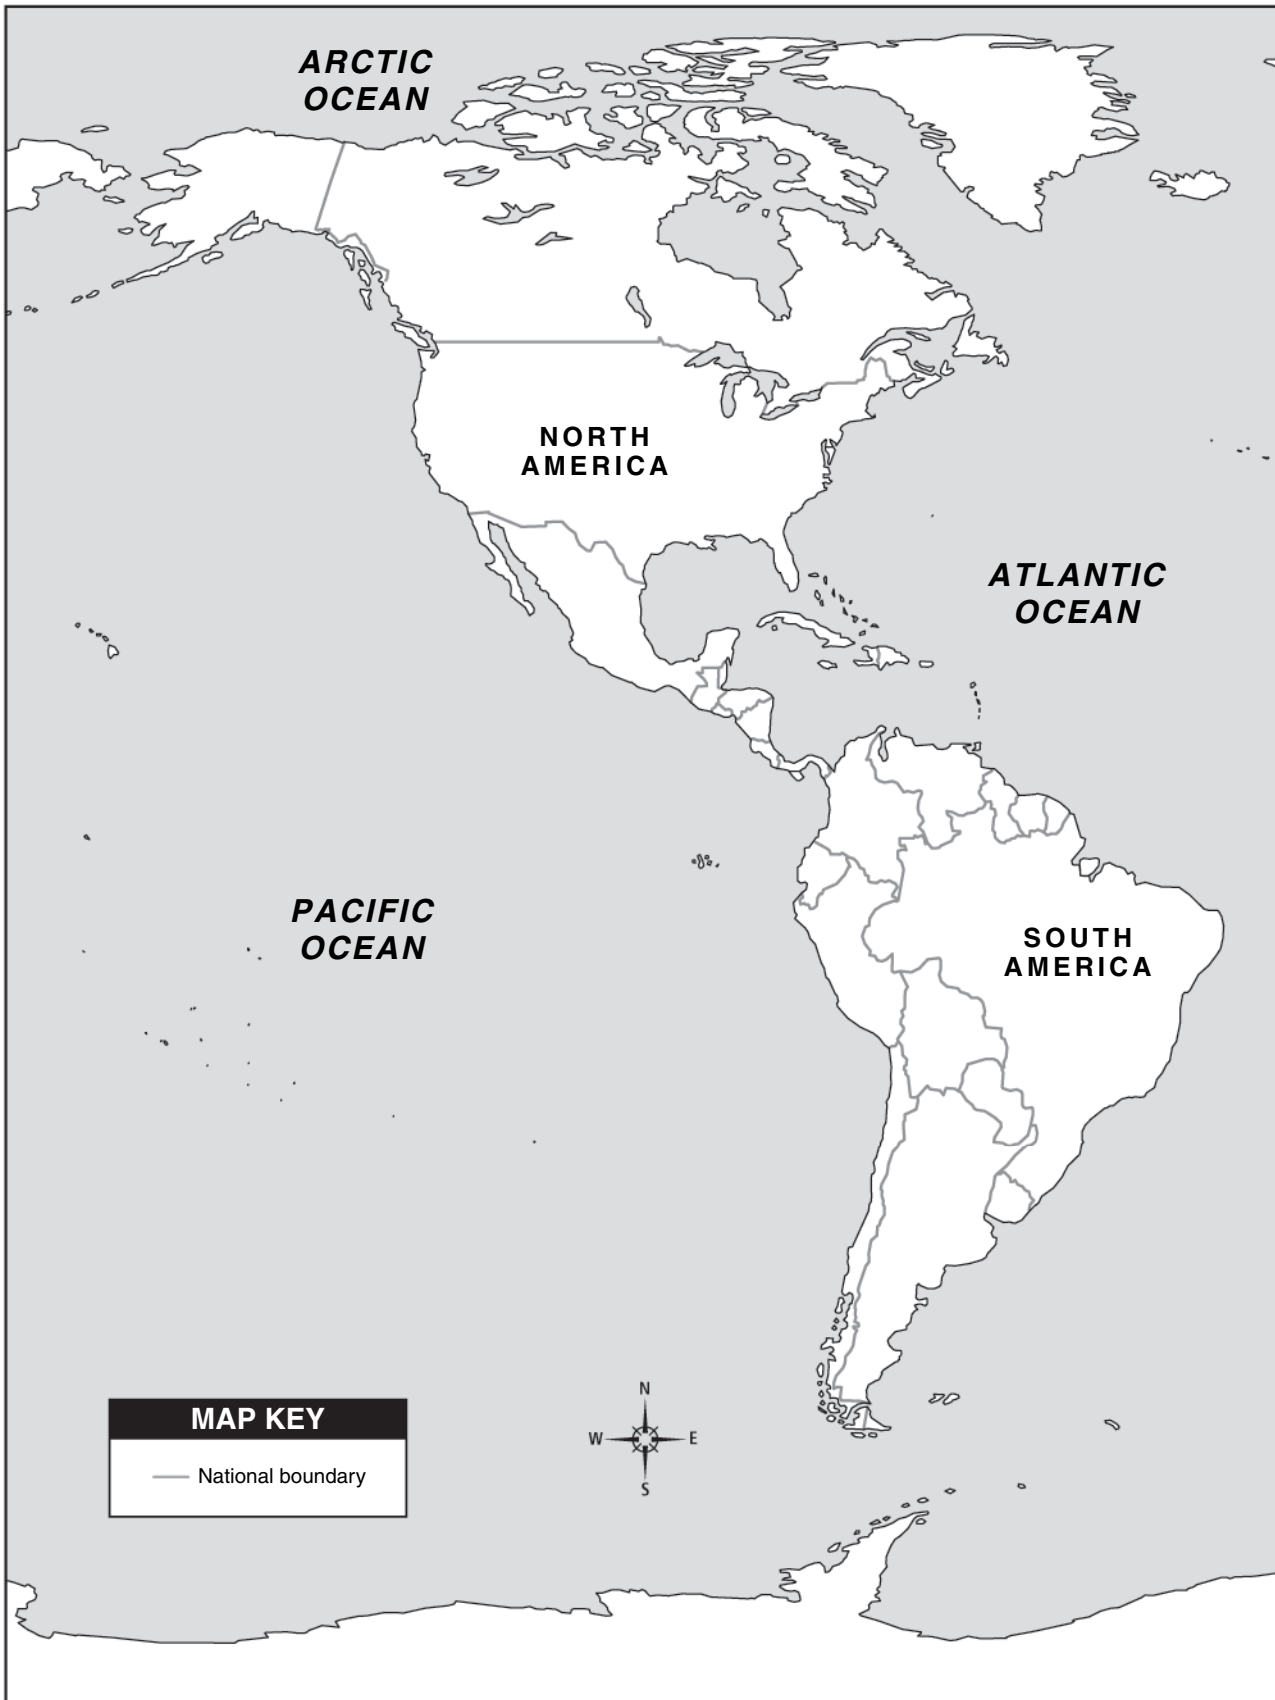 ARCTIC
OCEAN
NORTH
AMERICA
ATLANTIC
OCEAN
PACIFIC
OCEAN
SOUTH
AMERICA
MAP KEY
National boundary
N
W
E
S